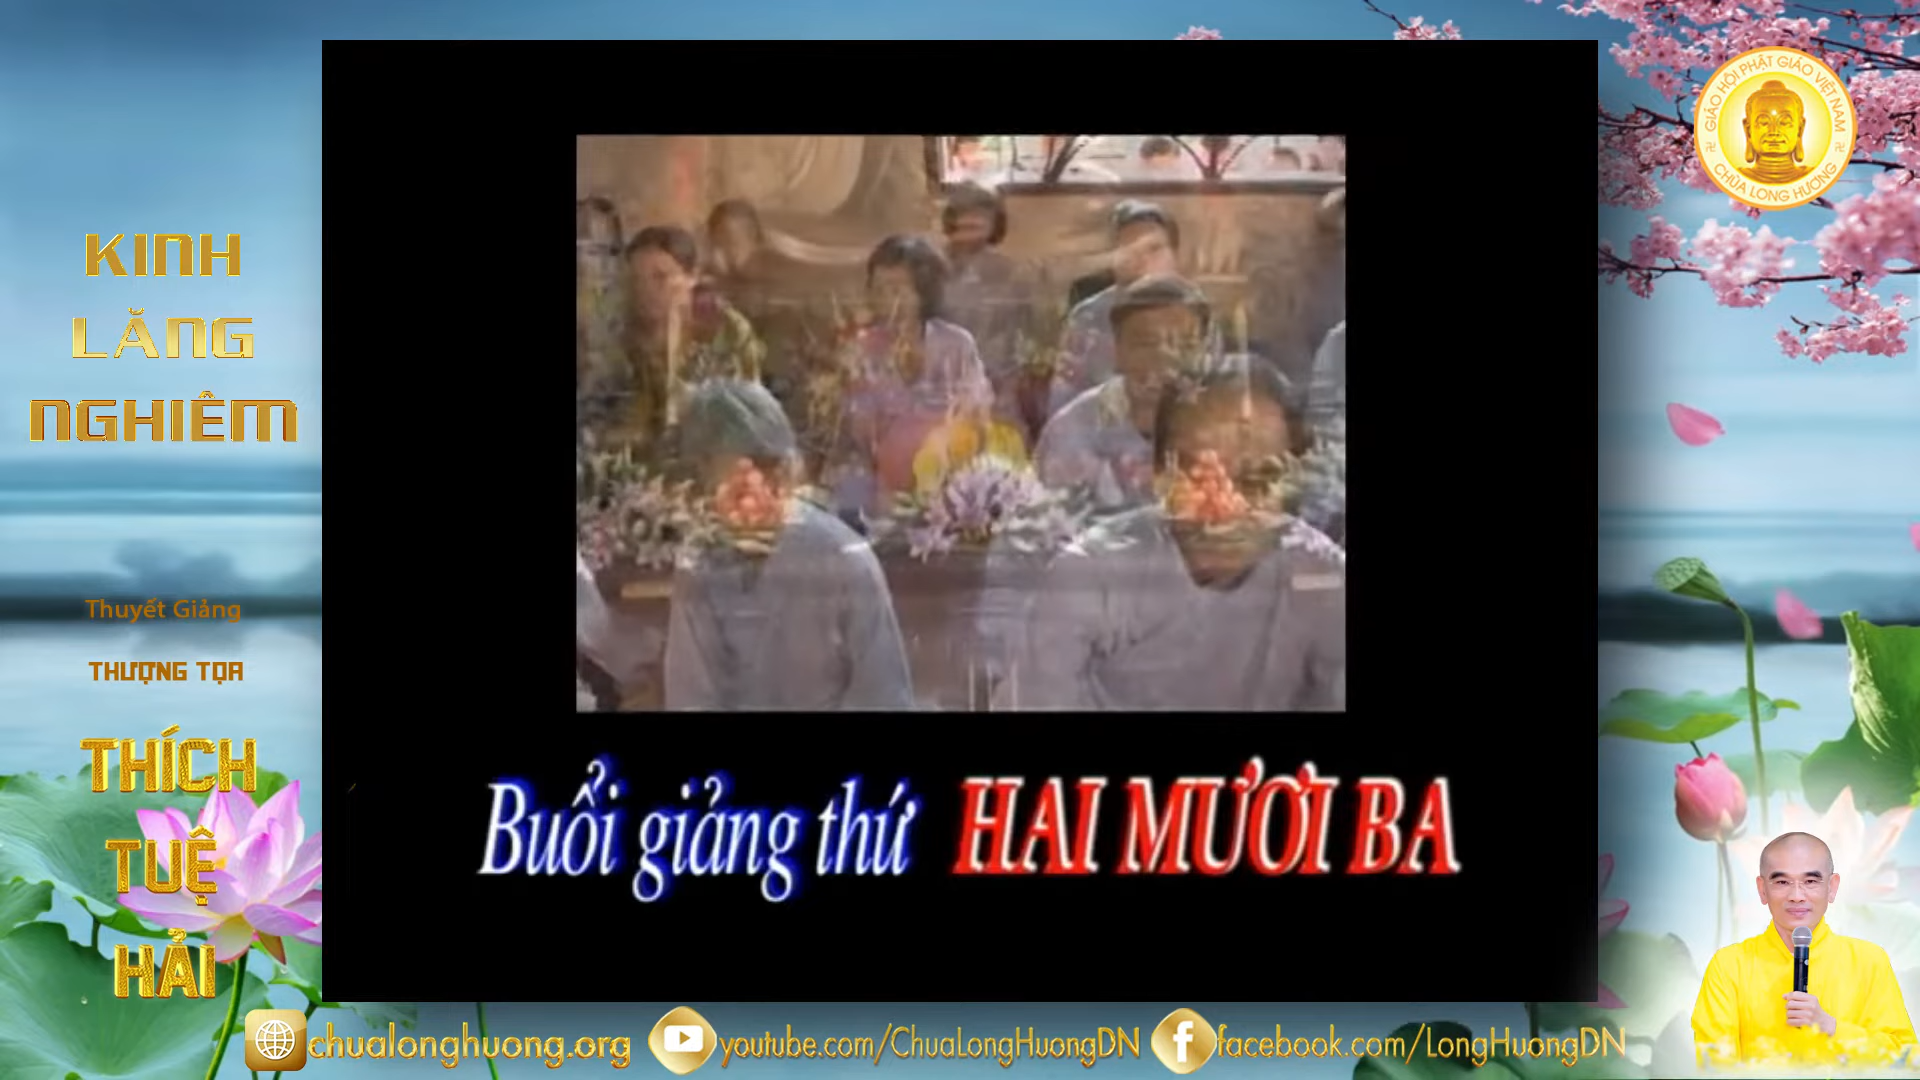 KINH
LĂNG
NGHIÊM
Thuyết Giảng
THƯỢNG TỌA
THÍCH
TUỆ
HẢI
Buổi giảng thứ HAI MƯƠI BA
GIÁO HỘI PHẬT GIÁO VIỆT NAM
CHÙA LONG HƯƠNG
chualonghuong.org
youtube.com/ChuaLongHuongDN
facebook.com/LongHuongDN